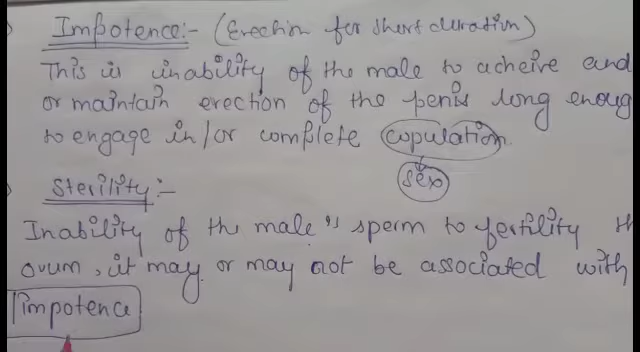 Impotence:- (Erection for short duration)
This is inability of the male to acheive and
or maintain erection of the penis long enoug
to engage in/or complete copulation
sex
Sterility:-
Inability of the male's sperm to fertility th
ovum, it may or may not be associated with
impotence